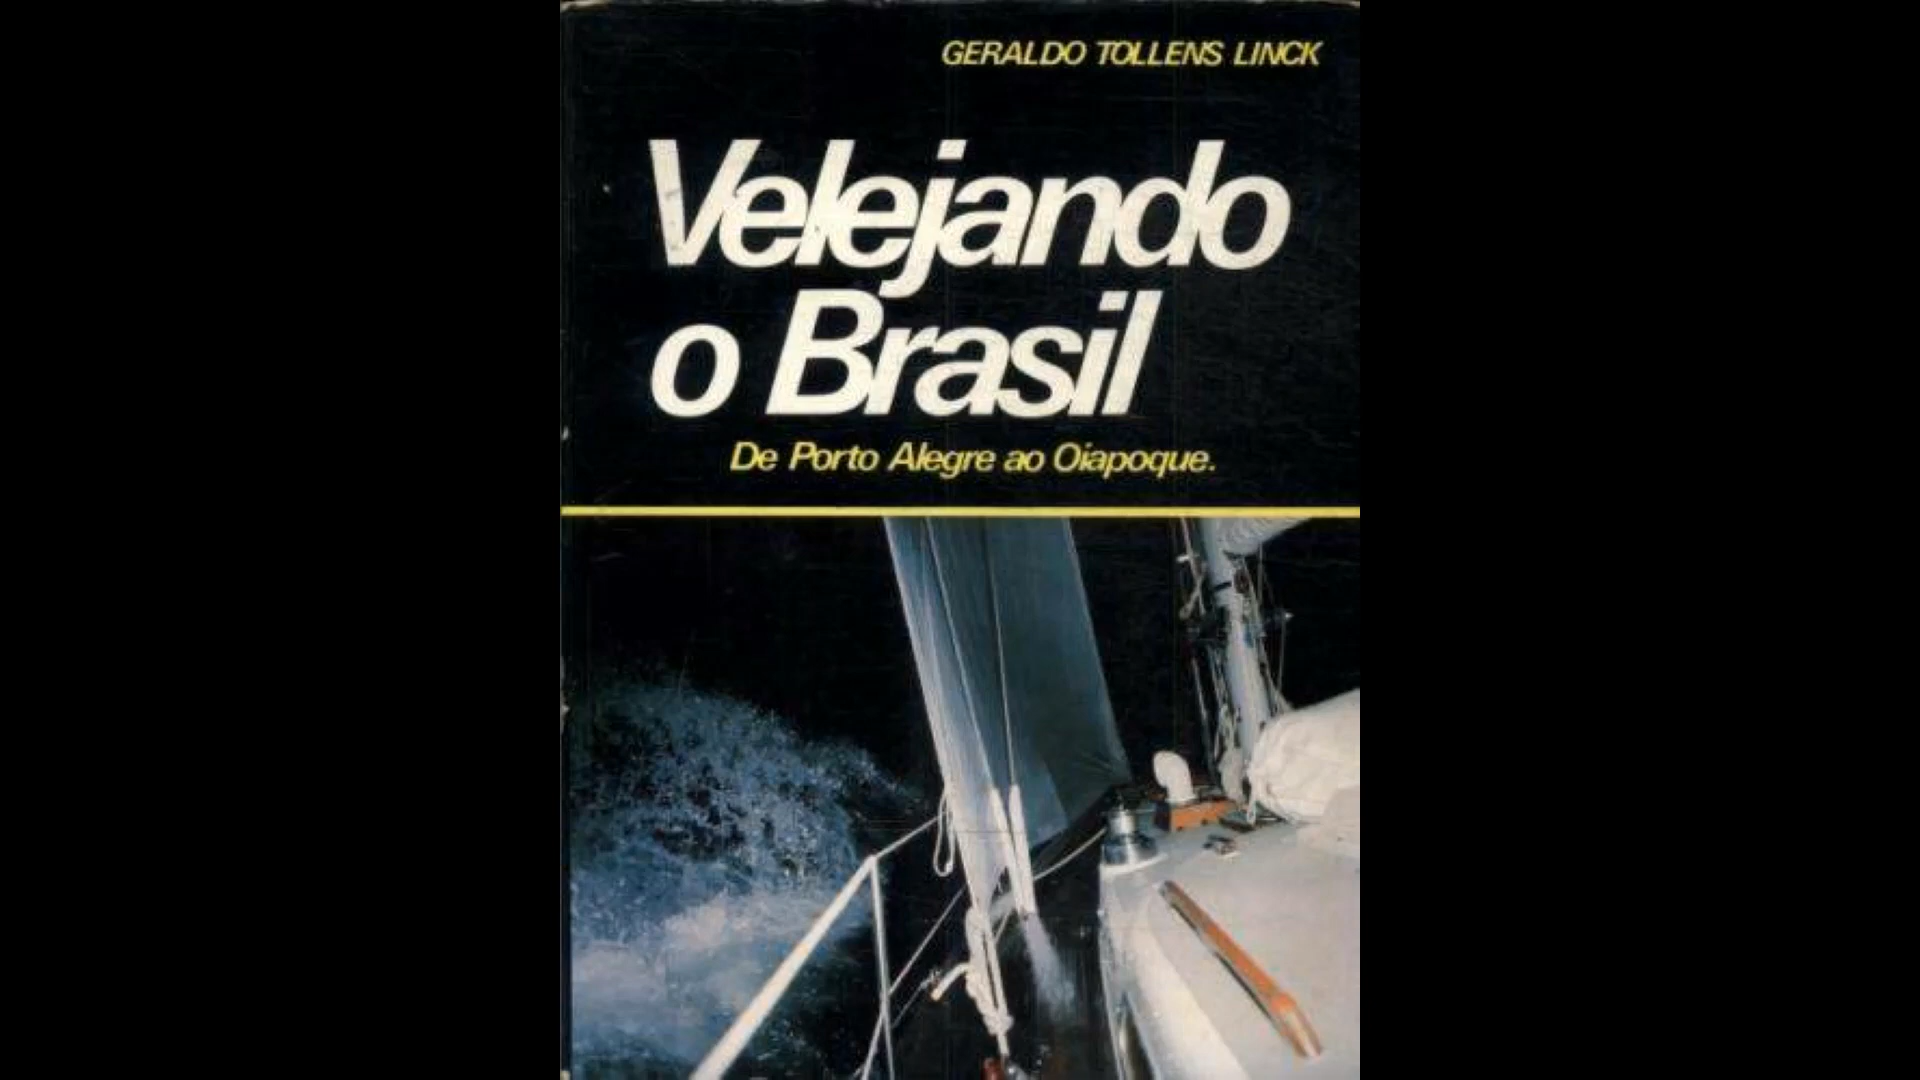 GERALDO TOLLENS LINCK
Velejando
o Brasil
De Porto Alegre ao Oiapoque.